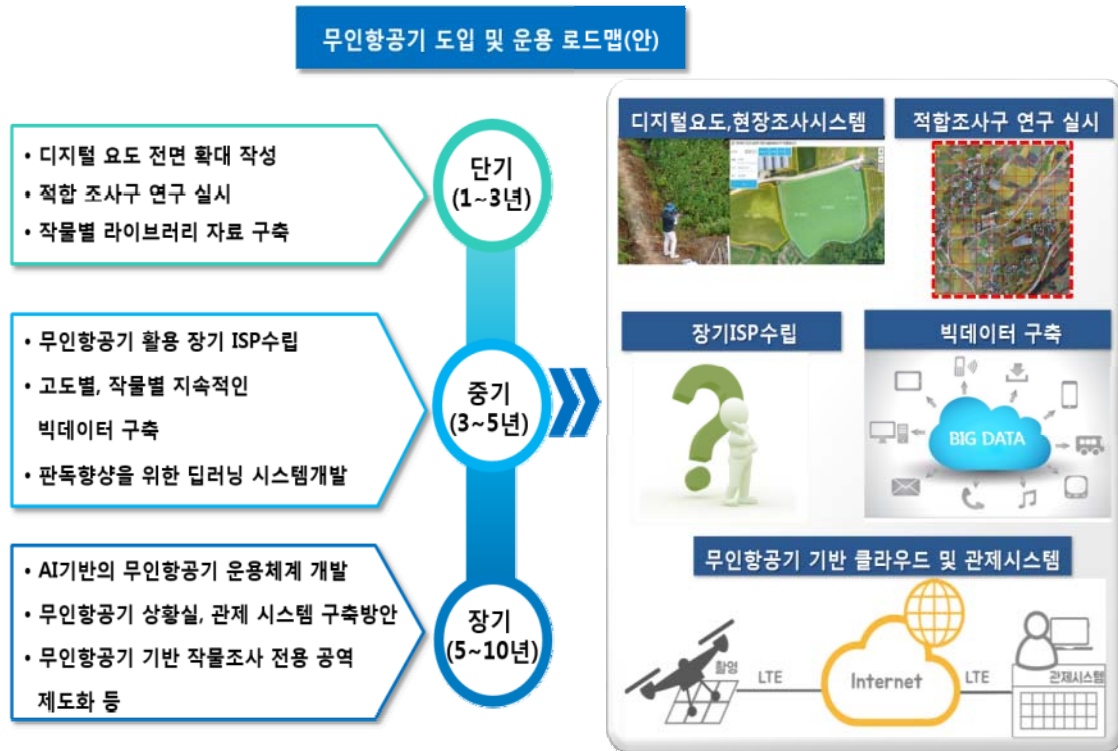 무인항공기 도입 및 운용 로드맵(안)
• 디지털 요도 전면 확대 작성
• 적합 조사구 연구 실시
• 작물별 라이브러리 자료 구축
단기
(1~3년)
• 무인항공기 활용 장기 ISP수립
• 고도별, 작물별 지속적인
빅데이터 구축
• 판독향샹을 위한 딥러닝 시스템개발
중기
(3~5년)
• AI기반의 무인항공기 운용체계 개발
• 무인항공기 상황실, 관제 시스템 구축방안
• 무인항공기 기반 작물조사 전용 공역
제도화 등
장기
(5~10년)
디지털요도,현장조사시스템
적합조사구 연구 실시
장기ISP수립
빅데이터 구축
BIG DATA
무인항공기 기반 클라우드 및 관제시스템
촬영
LTE
Internet
LTE
관제시스템